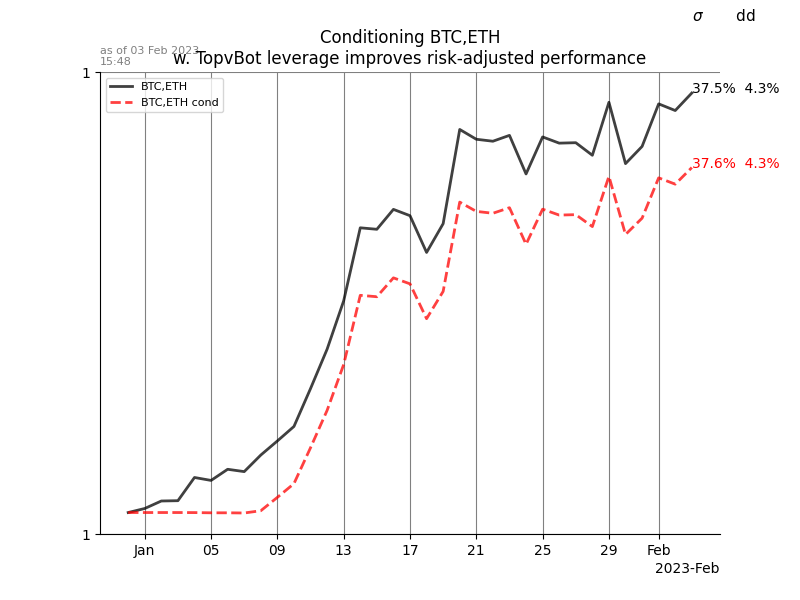 σ dd
Conditioning BTC,ETH
as of 03 Feb 2023
15:48
w. TopvBot leverage improves risk-adjusted performance
1
BTC,ETH
BTC,ETH cond
37.5% 4.3%
37.6% 4.3%
1
Jan 05 09 13 17 21 25 29 Feb
2023-Feb